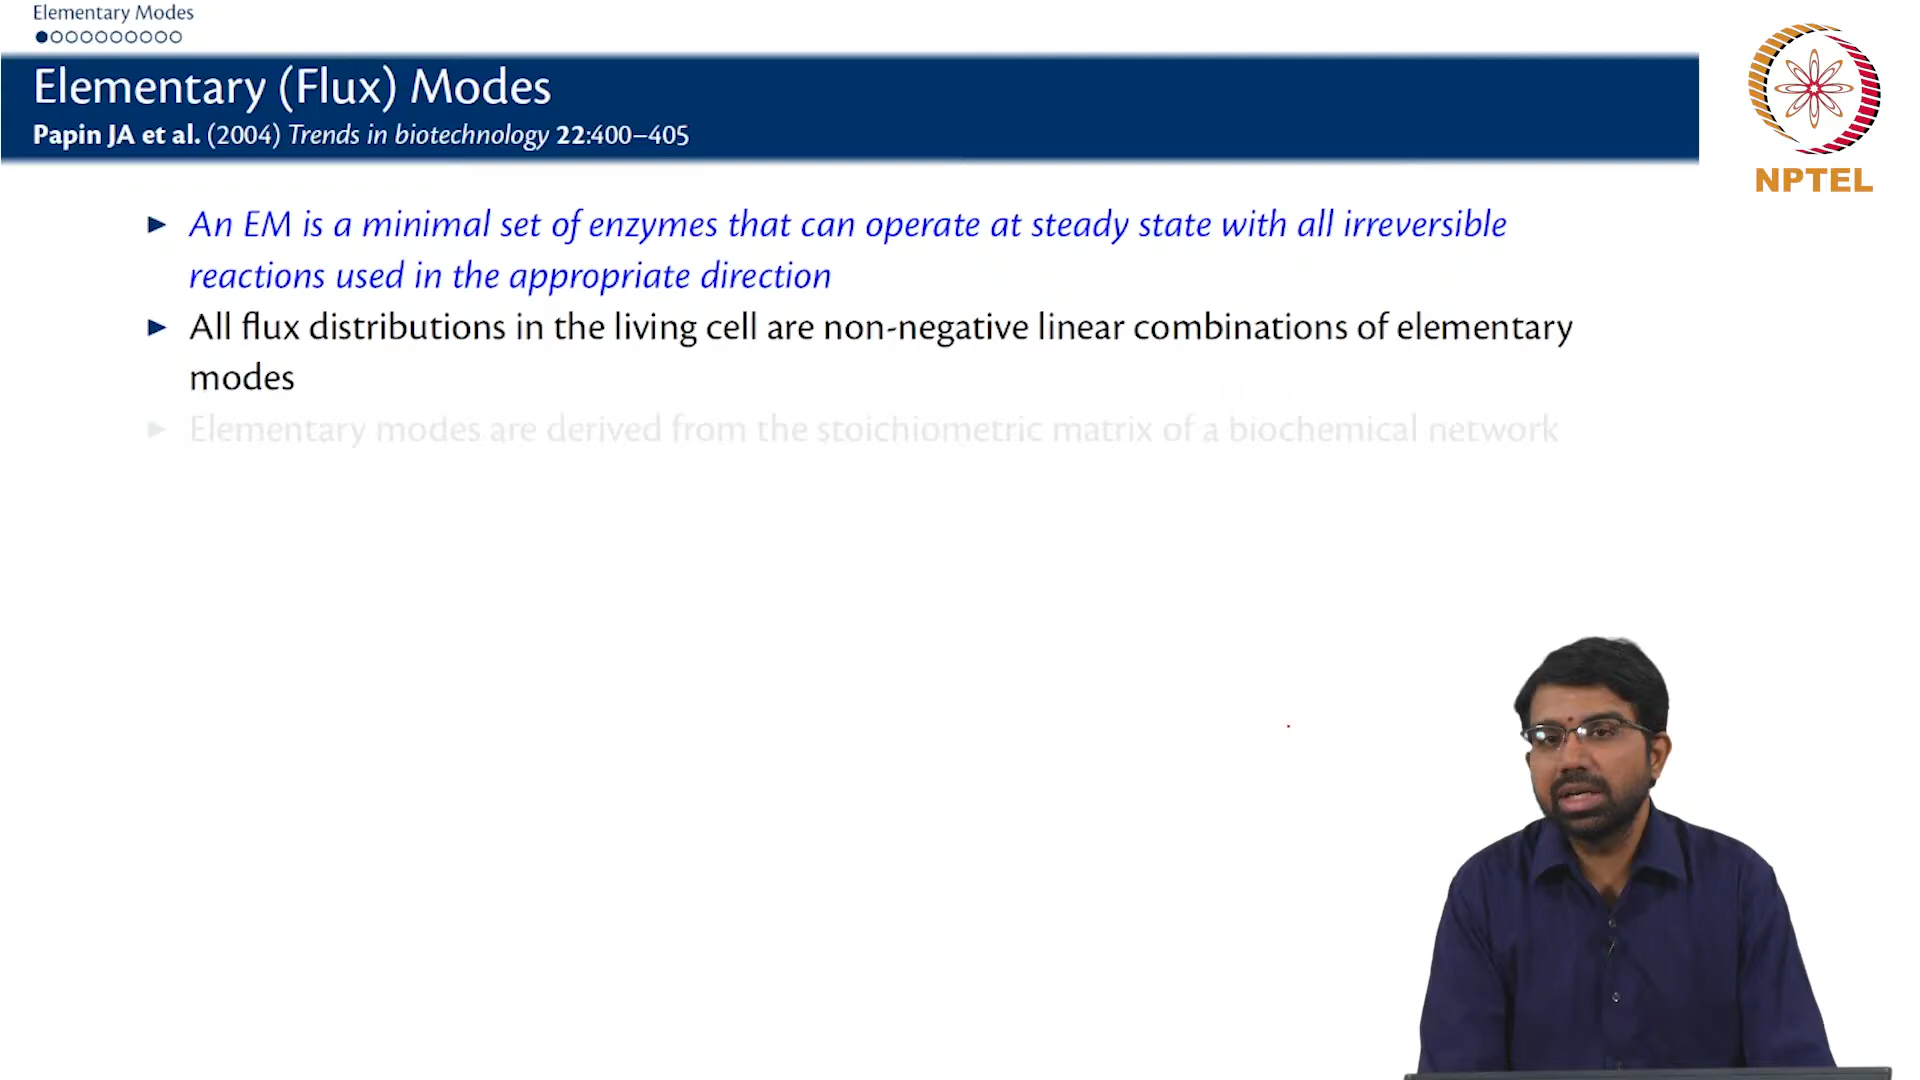 Elementary Modes
Elementary (Flux) Modes
Papin JA et al. (2004) Trends in biotechnology 22:400–405
NPTEL
► An EM is a minimal set of enzymes that can operate at steady state with all irreversible
reactions used in the appropriate direction
► All flux distributions in the living cell are non-negative linear combinations of elementary
modes
► Elementary modes are derived from the stoichiometric matrix of a biochemical network